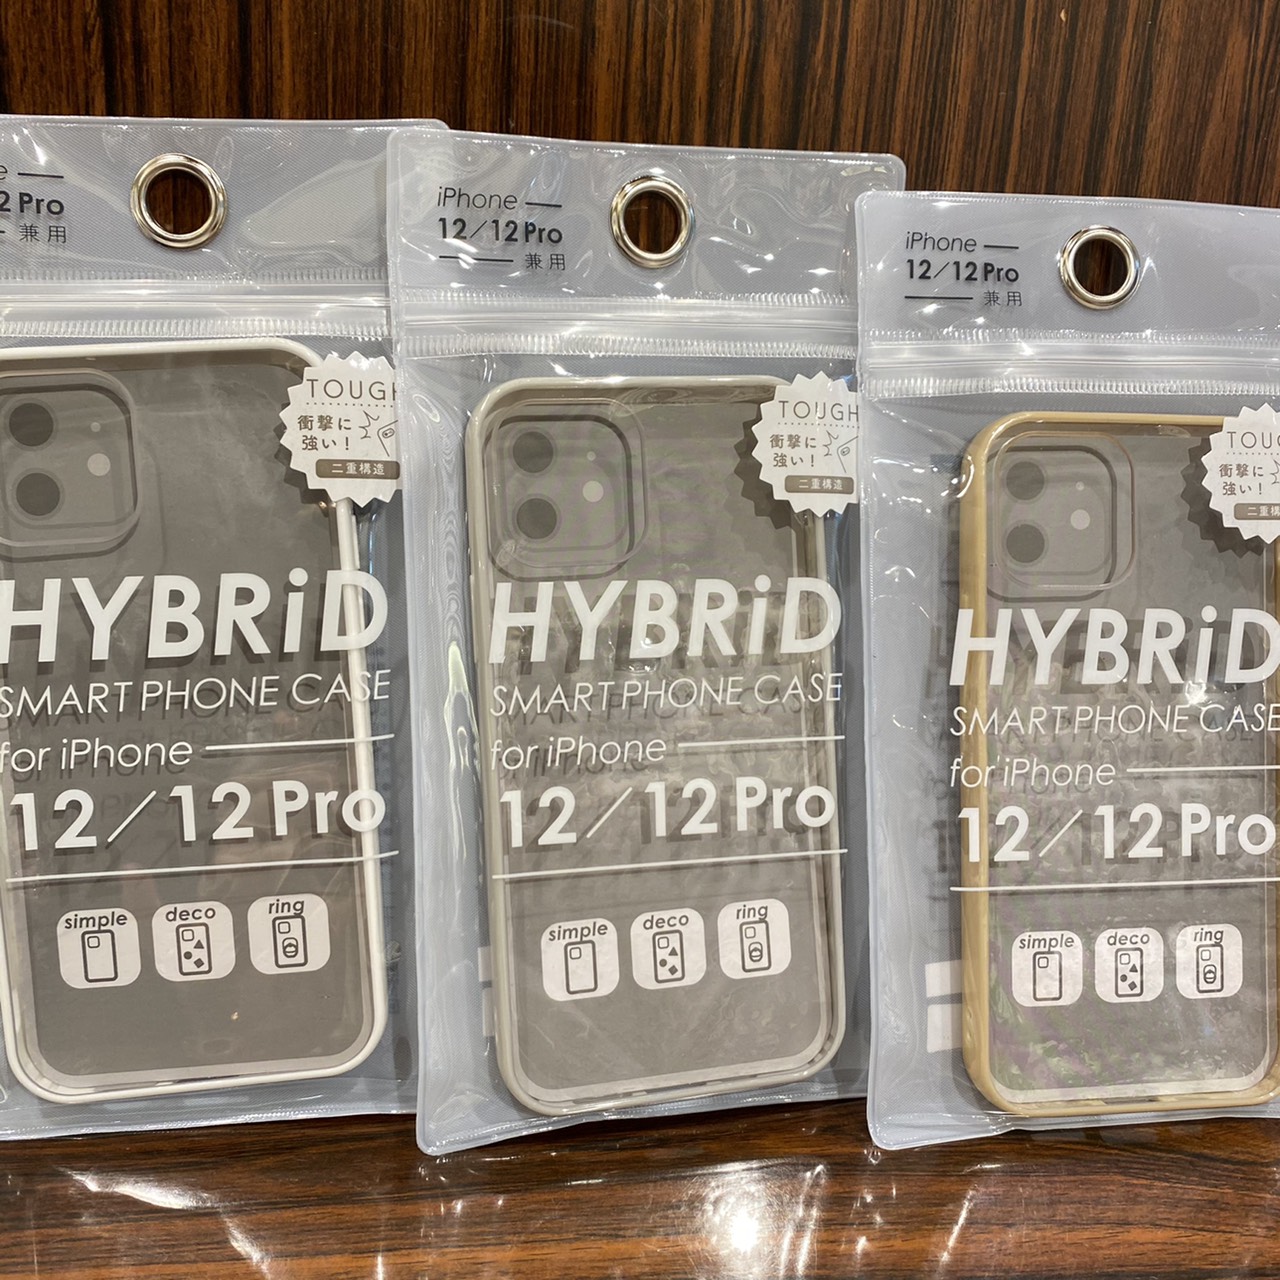 2 Pro
兼用
TOUGH
衝撃に
強い!
二重構造
HYBRiD
SMART PHONE CASE
for iPhone
12/12 Pro
simple
deco
ring
iPhone
12/12 Pro
兼用
TOUGH
衝撃に
強い!
二重構造
HYBRiD
SMART PHONE CASE
for iPhone
12/12 Pro
simple
deco
ring
iPhone
12/12 Pro
兼用
TOUG
衝撃に
強い!
二重構
HYBRiD
SMART PHONE CASE
for iPhone
12/12 Pro
simple
deco
ring